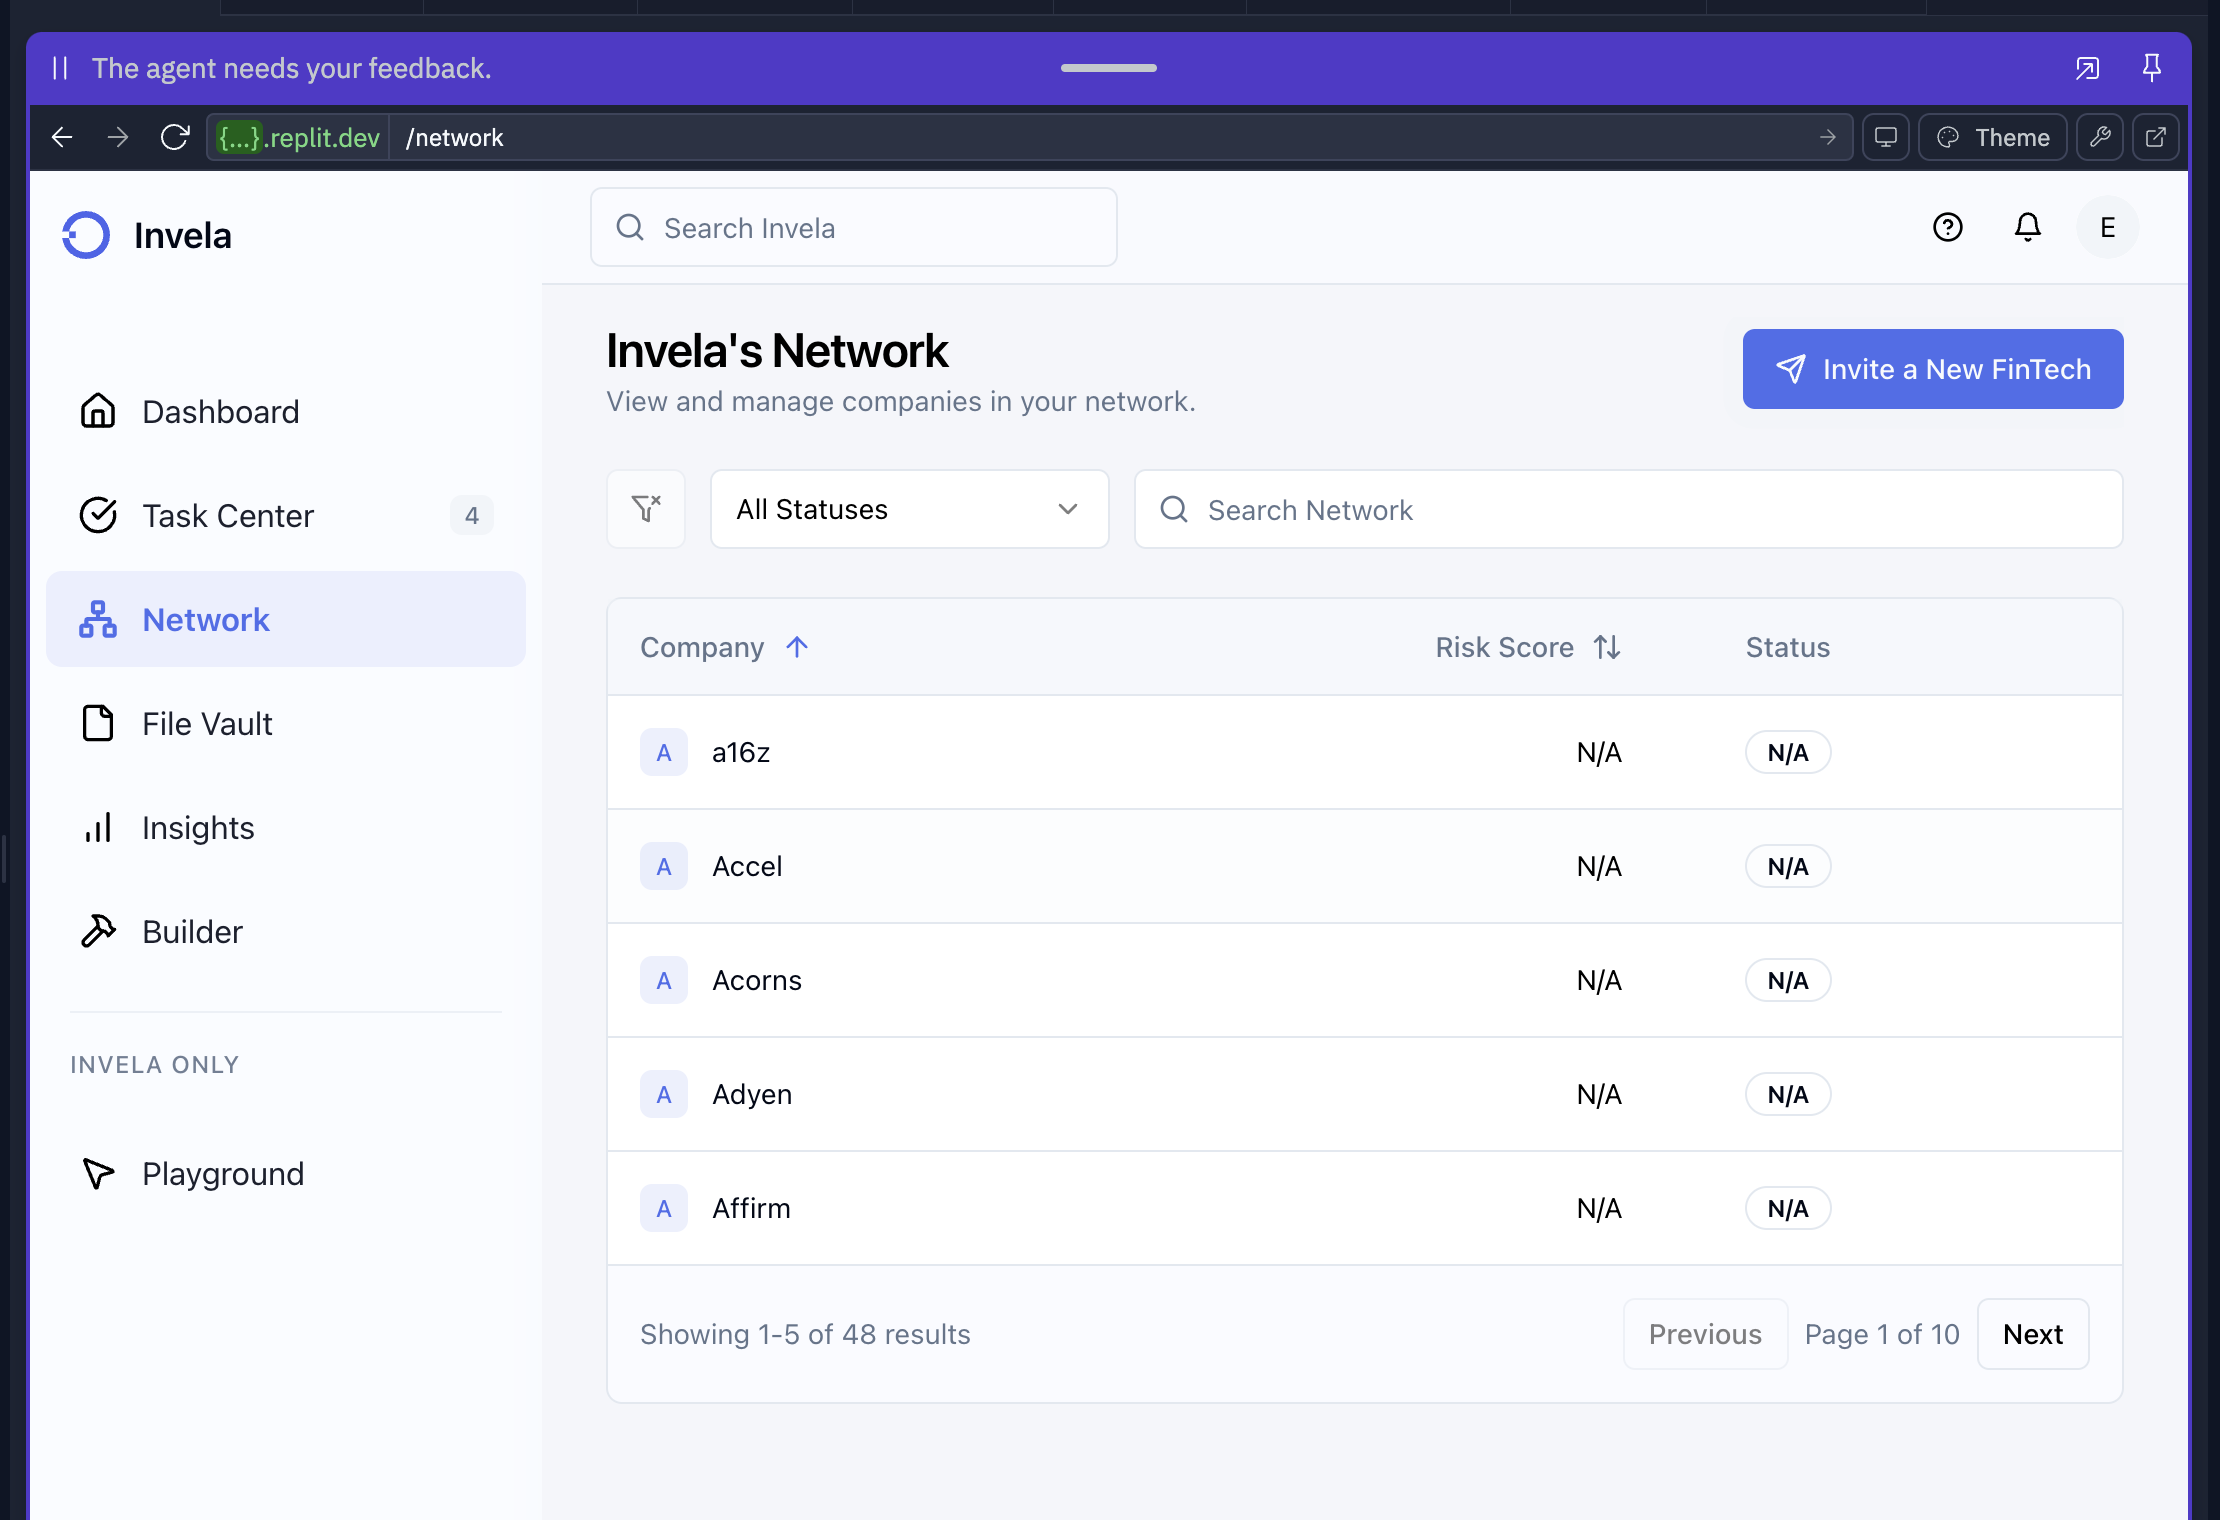 The agent needs your feedback.
{...}.replit.dev /network
Theme
Invela
Search Invela
E
Dashboard
Task Center 4
Network
File Vault
Insights
Builder
INVELA ONLY
Playground
Invela's Network
View and manage companies in your network.
Invite a New FinTech
All Statuses
Search Network
Company Risk Score Status
A a16z N/A N/A
A Accel N/A N/A
A Acorns N/A N/A
A Adyen N/A N/A
A Affirm N/A N/A
Showing 1-5 of 48 results
Previous Page 1 of 10 Next